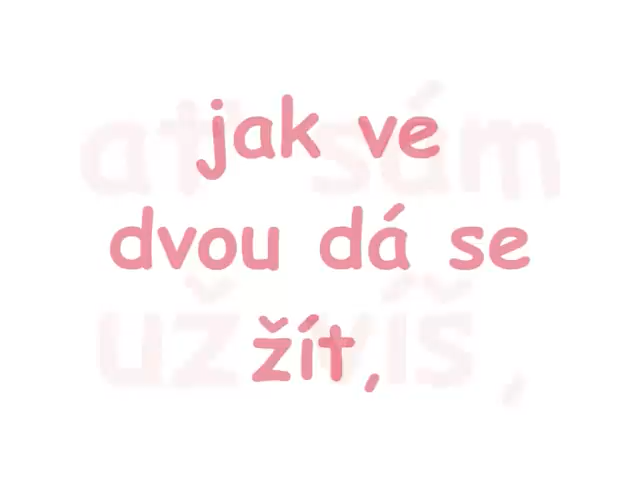 jak ve
dvou dá se
žít,